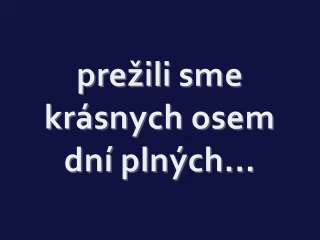 prežili sme
krásnych osem
dní plných...